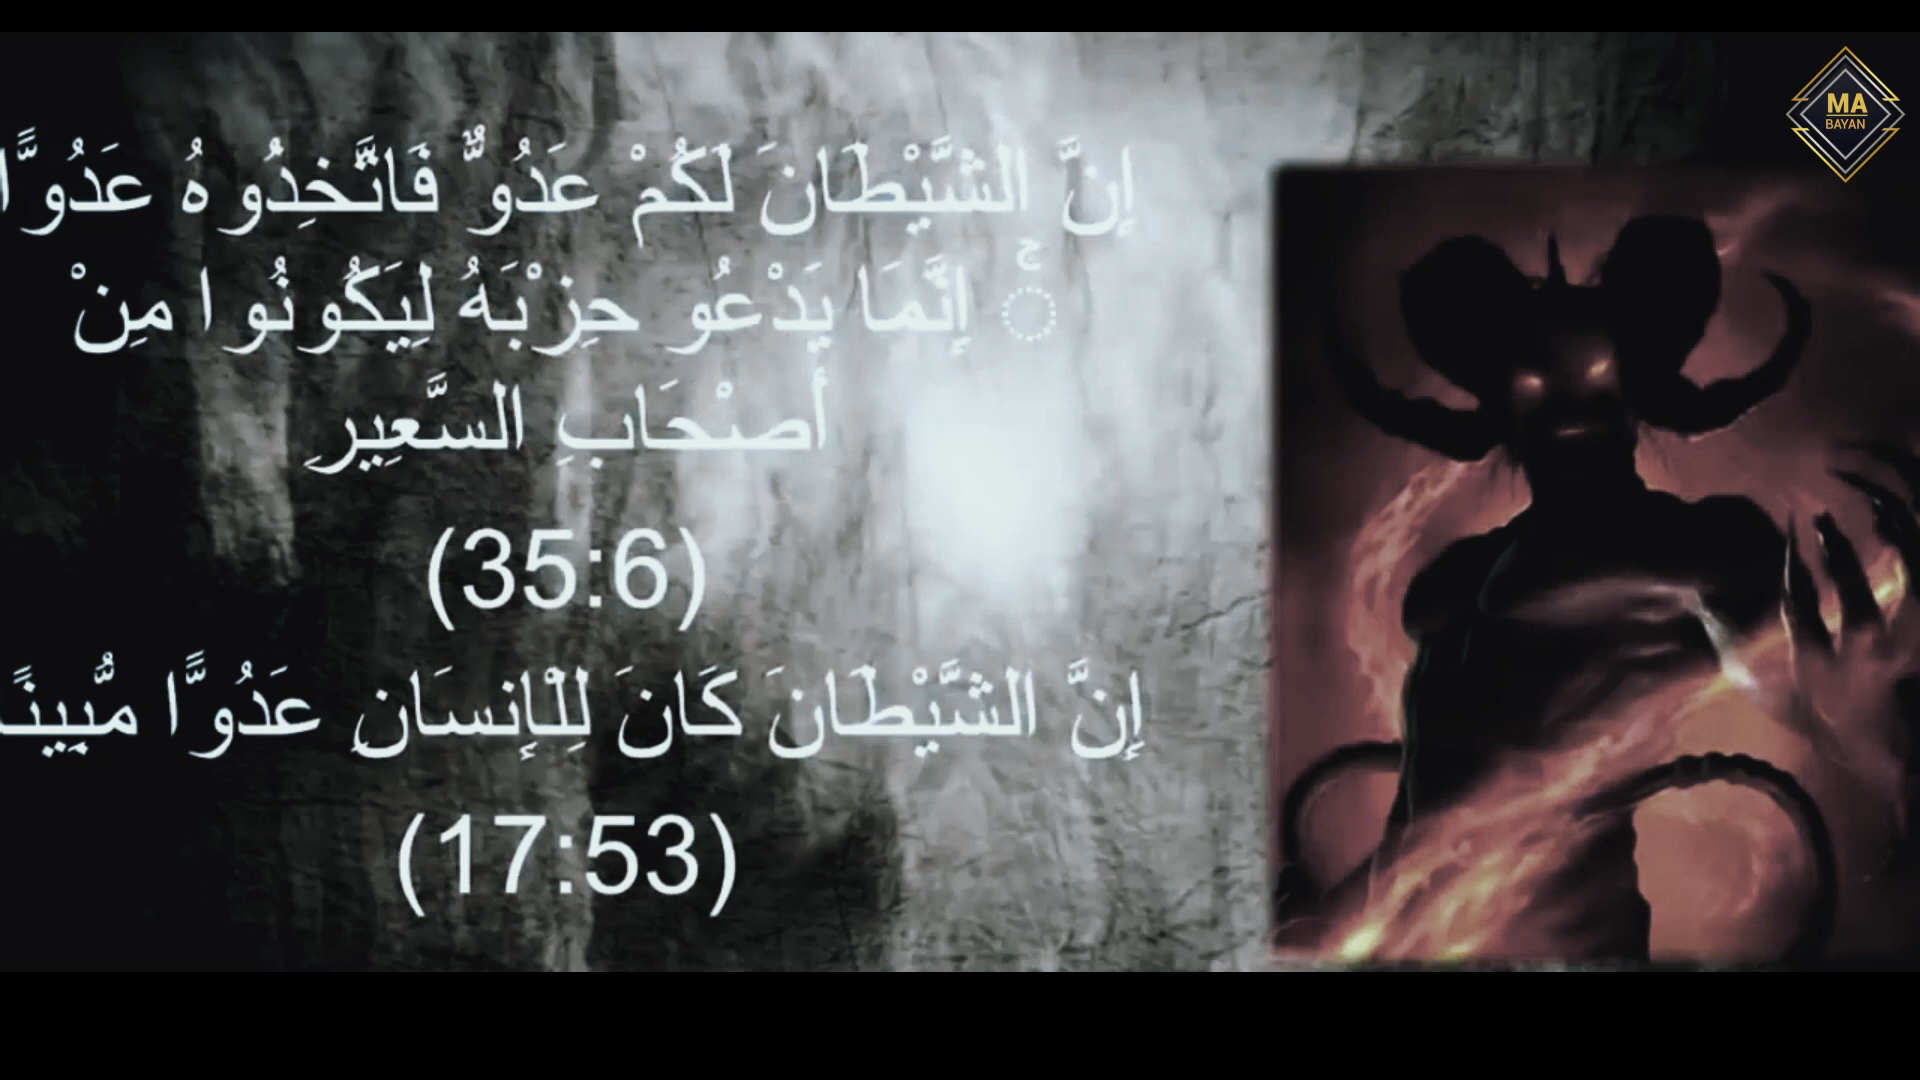 MA
BAYAN
إِنَّ الشَّيْطَانَ لَكُمْ عَدُوٌّ فَاتَّخِذُوهُ عَدُوًّا
ۚ إِنَّمَا يَدْعُو حِزْبَهُ لِيَكُونُوا مِنْ
أَصْحَابِ السَّعِيرِ
(35:6)
إِنَّ الشَّيْطَانَ كَانَ لِلْإِنسَانِ عَدُوًّا مُّبِينًا
(17:53)